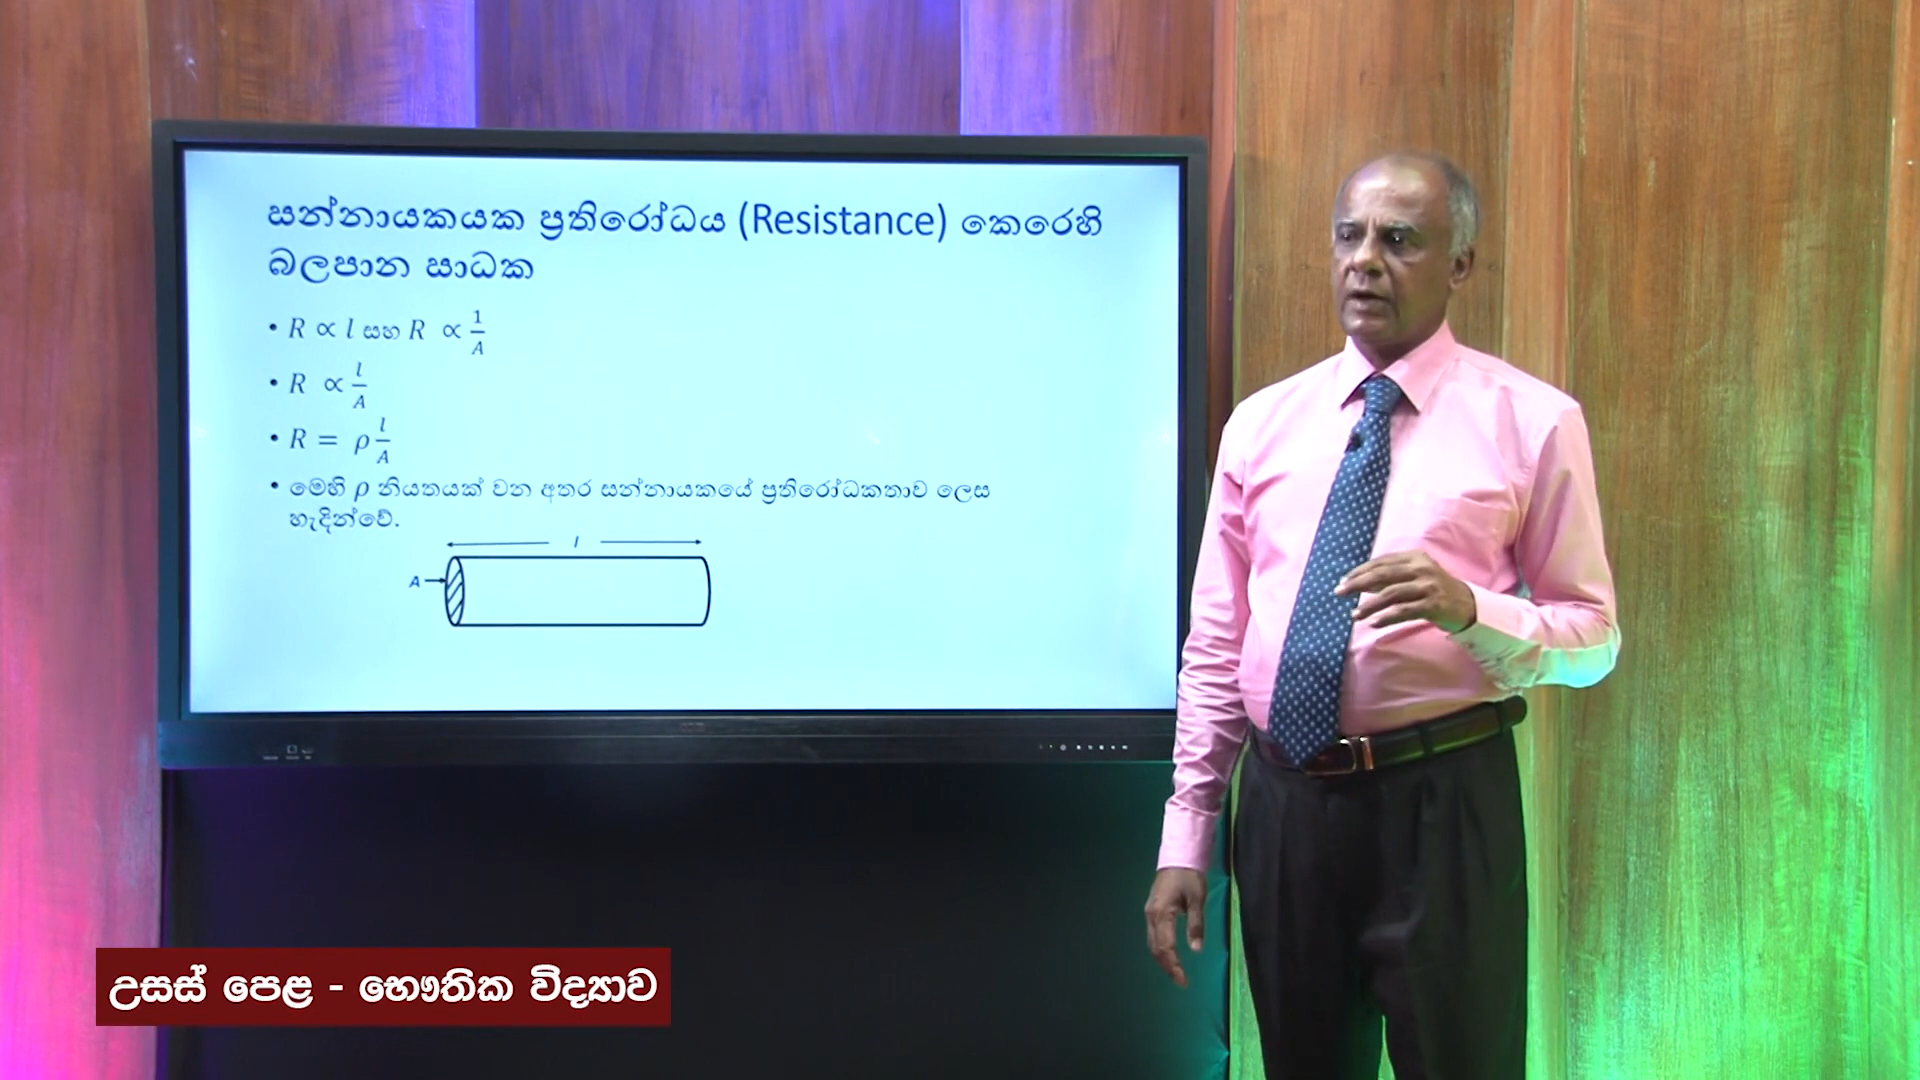 සන්නායකයක ප්‍රතිරෝධය (Resistance) කෙරෙහි
බලපාන සාධක
• R ∝ l සහ R ∝ 1/A
• R ∝ l/A
• R = ρ l/A
• මෙහි ρ නියතයක් වන අතර සන්නායකයේ ප්‍රතිරෝධකතාව ලෙස
හැඳින්වේ.
l
A
උසස් පෙළ - භෞතික විද්‍යාව